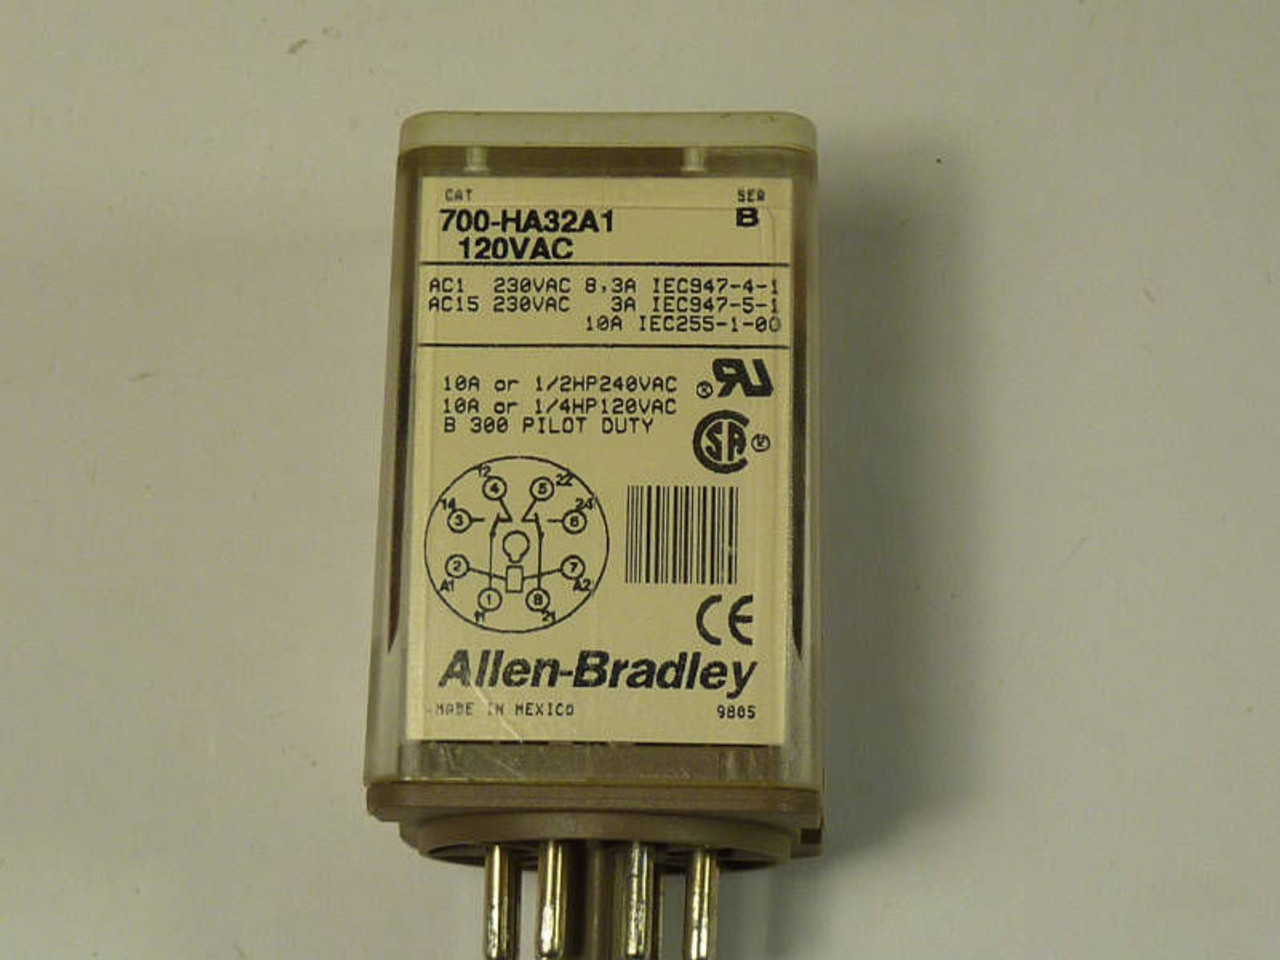 CAT SER
700-HA32A1 B
120VAC
AC1 230VAC 8,3A IEC947-4-1
AC15 230VAC 3A IEC947-5-1
10A IEC255-1-00
10A or 1/2HP240VAC
10A or 1/4HP120VAC
B 300 PILOT DUTY
12 22
4 5
14 24
3 6
2 7
A1 A2
1 8
11 21
CE
Allen-Bradley
MADE IN MEXICO 9805